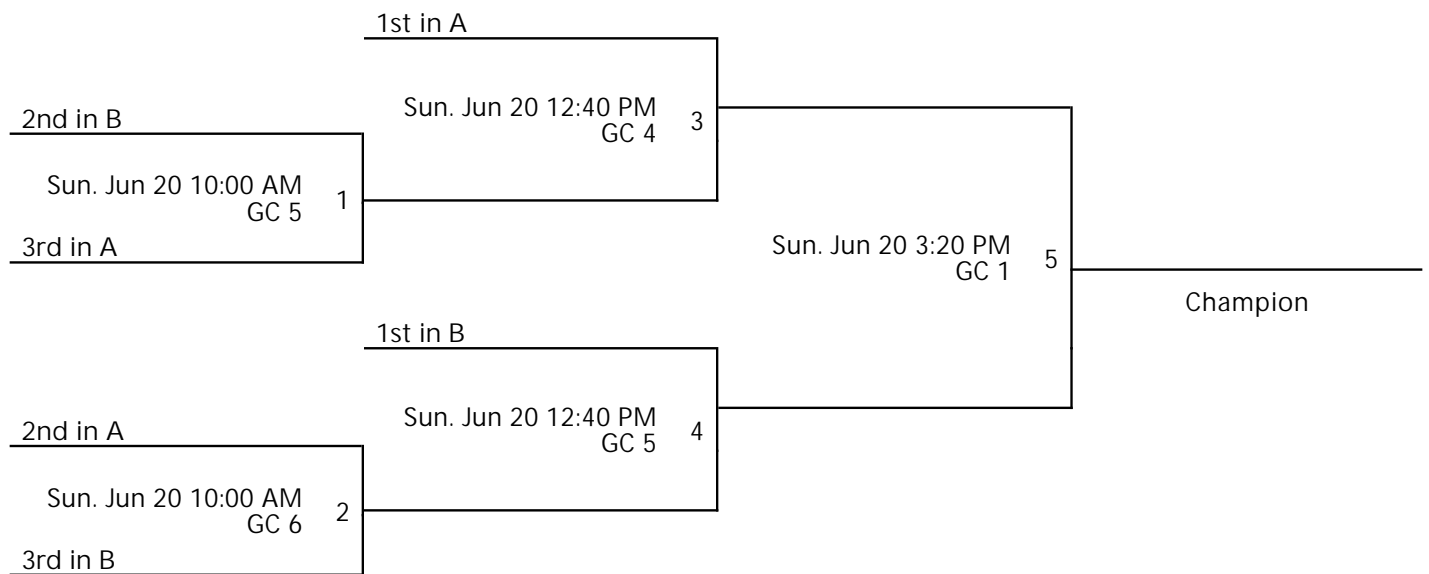 1st in A
Sun. Jun 20 12:40 PM
GC 4
3
2nd in B
Sun. Jun 20 10:00 AM
GC 5
1
3rd in A
Sun. Jun 20 3:20 PM
GC 1
5
Champion
1st in B
Sun. Jun 20 12:40 PM
GC 5
4
2nd in A
Sun. Jun 20 10:00 AM
GC 6
2
3rd in B